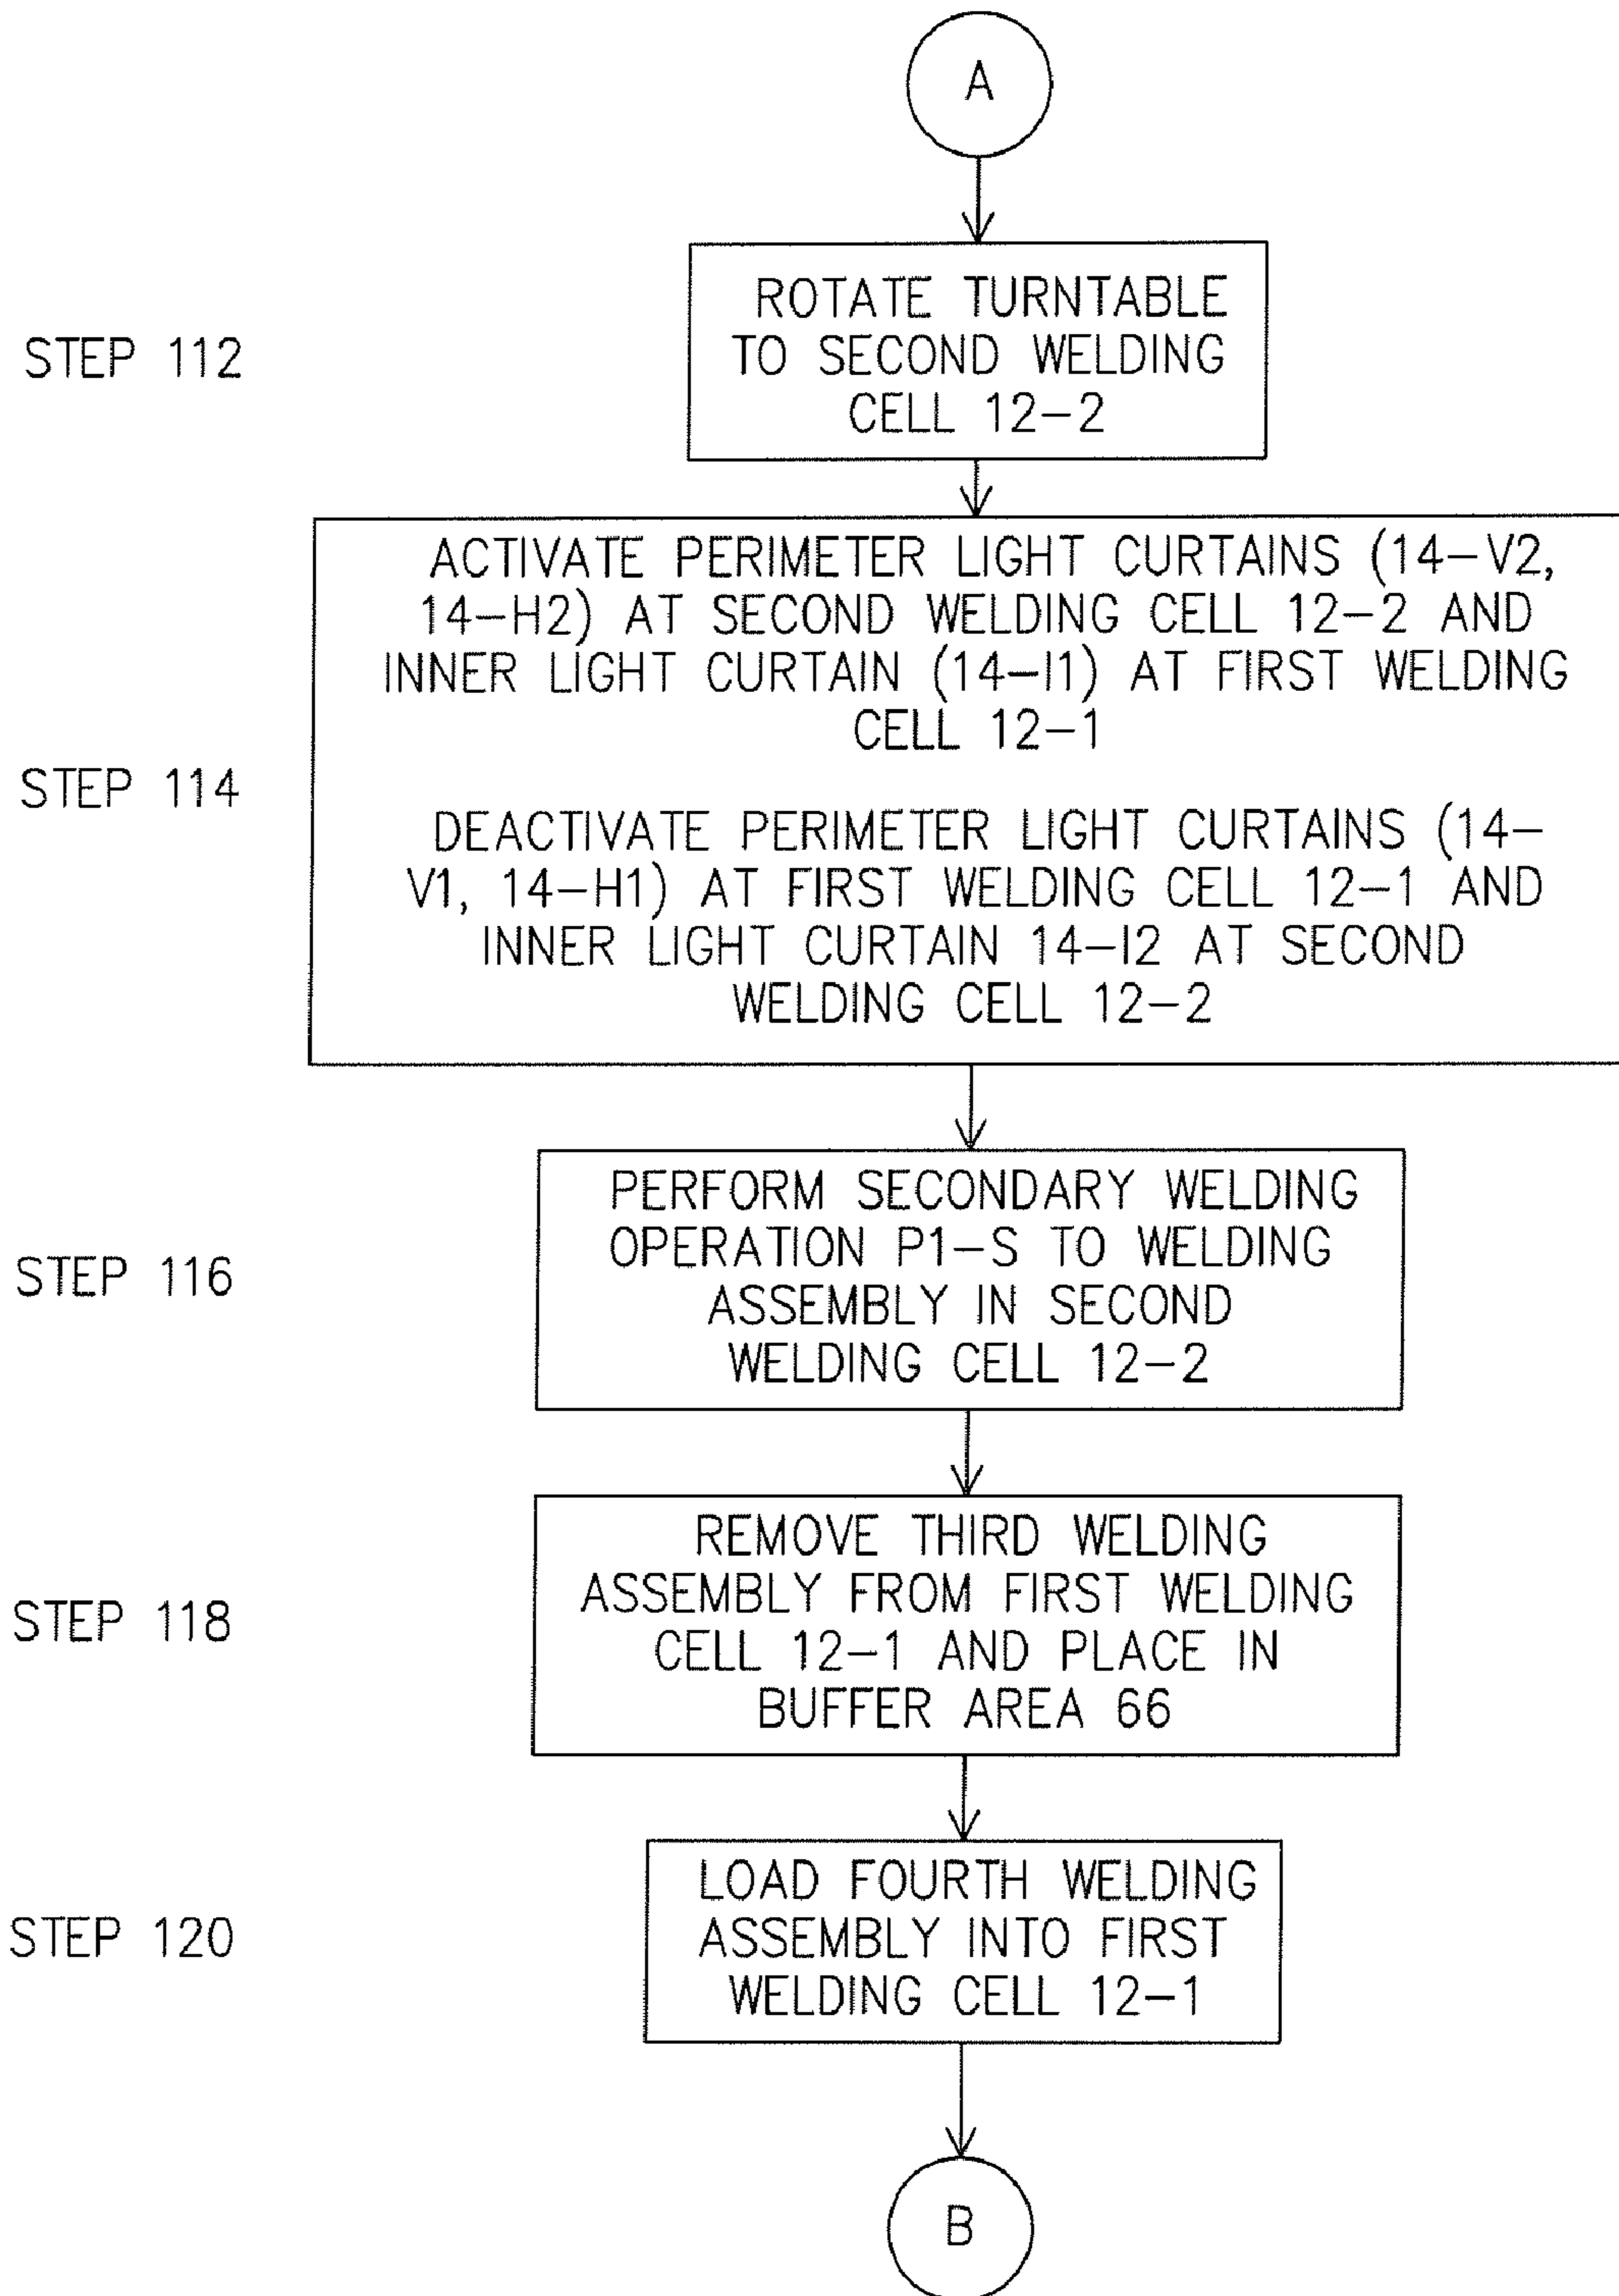 A
STEP 112
ROTATE TURNTABLE
TO SECOND WELDING
CELL 12-2
STEP 114
ACTIVATE PERIMETER LIGHT CURTAINS (14-V2,
14-H2) AT SECOND WELDING CELL 12-2 AND
INNER LIGHT CURTAIN (14-I1) AT FIRST WELDING
CELL 12-1
DEACTIVATE PERIMETER LIGHT CURTAINS (14-
V1, 14-H1) AT FIRST WELDING CELL 12-1 AND
INNER LIGHT CURTAIN 14-I2 AT SECOND
WELDING CELL 12-2
STEP 116
PERFORM SECONDARY WELDING
OPERATION P1-S TO WELDING
ASSEMBLY IN SECOND
WELDING CELL 12-2
STEP 118
REMOVE THIRD WELDING
ASSEMBLY FROM FIRST WELDING
CELL 12-1 AND PLACE IN
BUFFER AREA 66
STEP 120
LOAD FOURTH WELDING
ASSEMBLY INTO FIRST
WELDING CELL 12-1
B